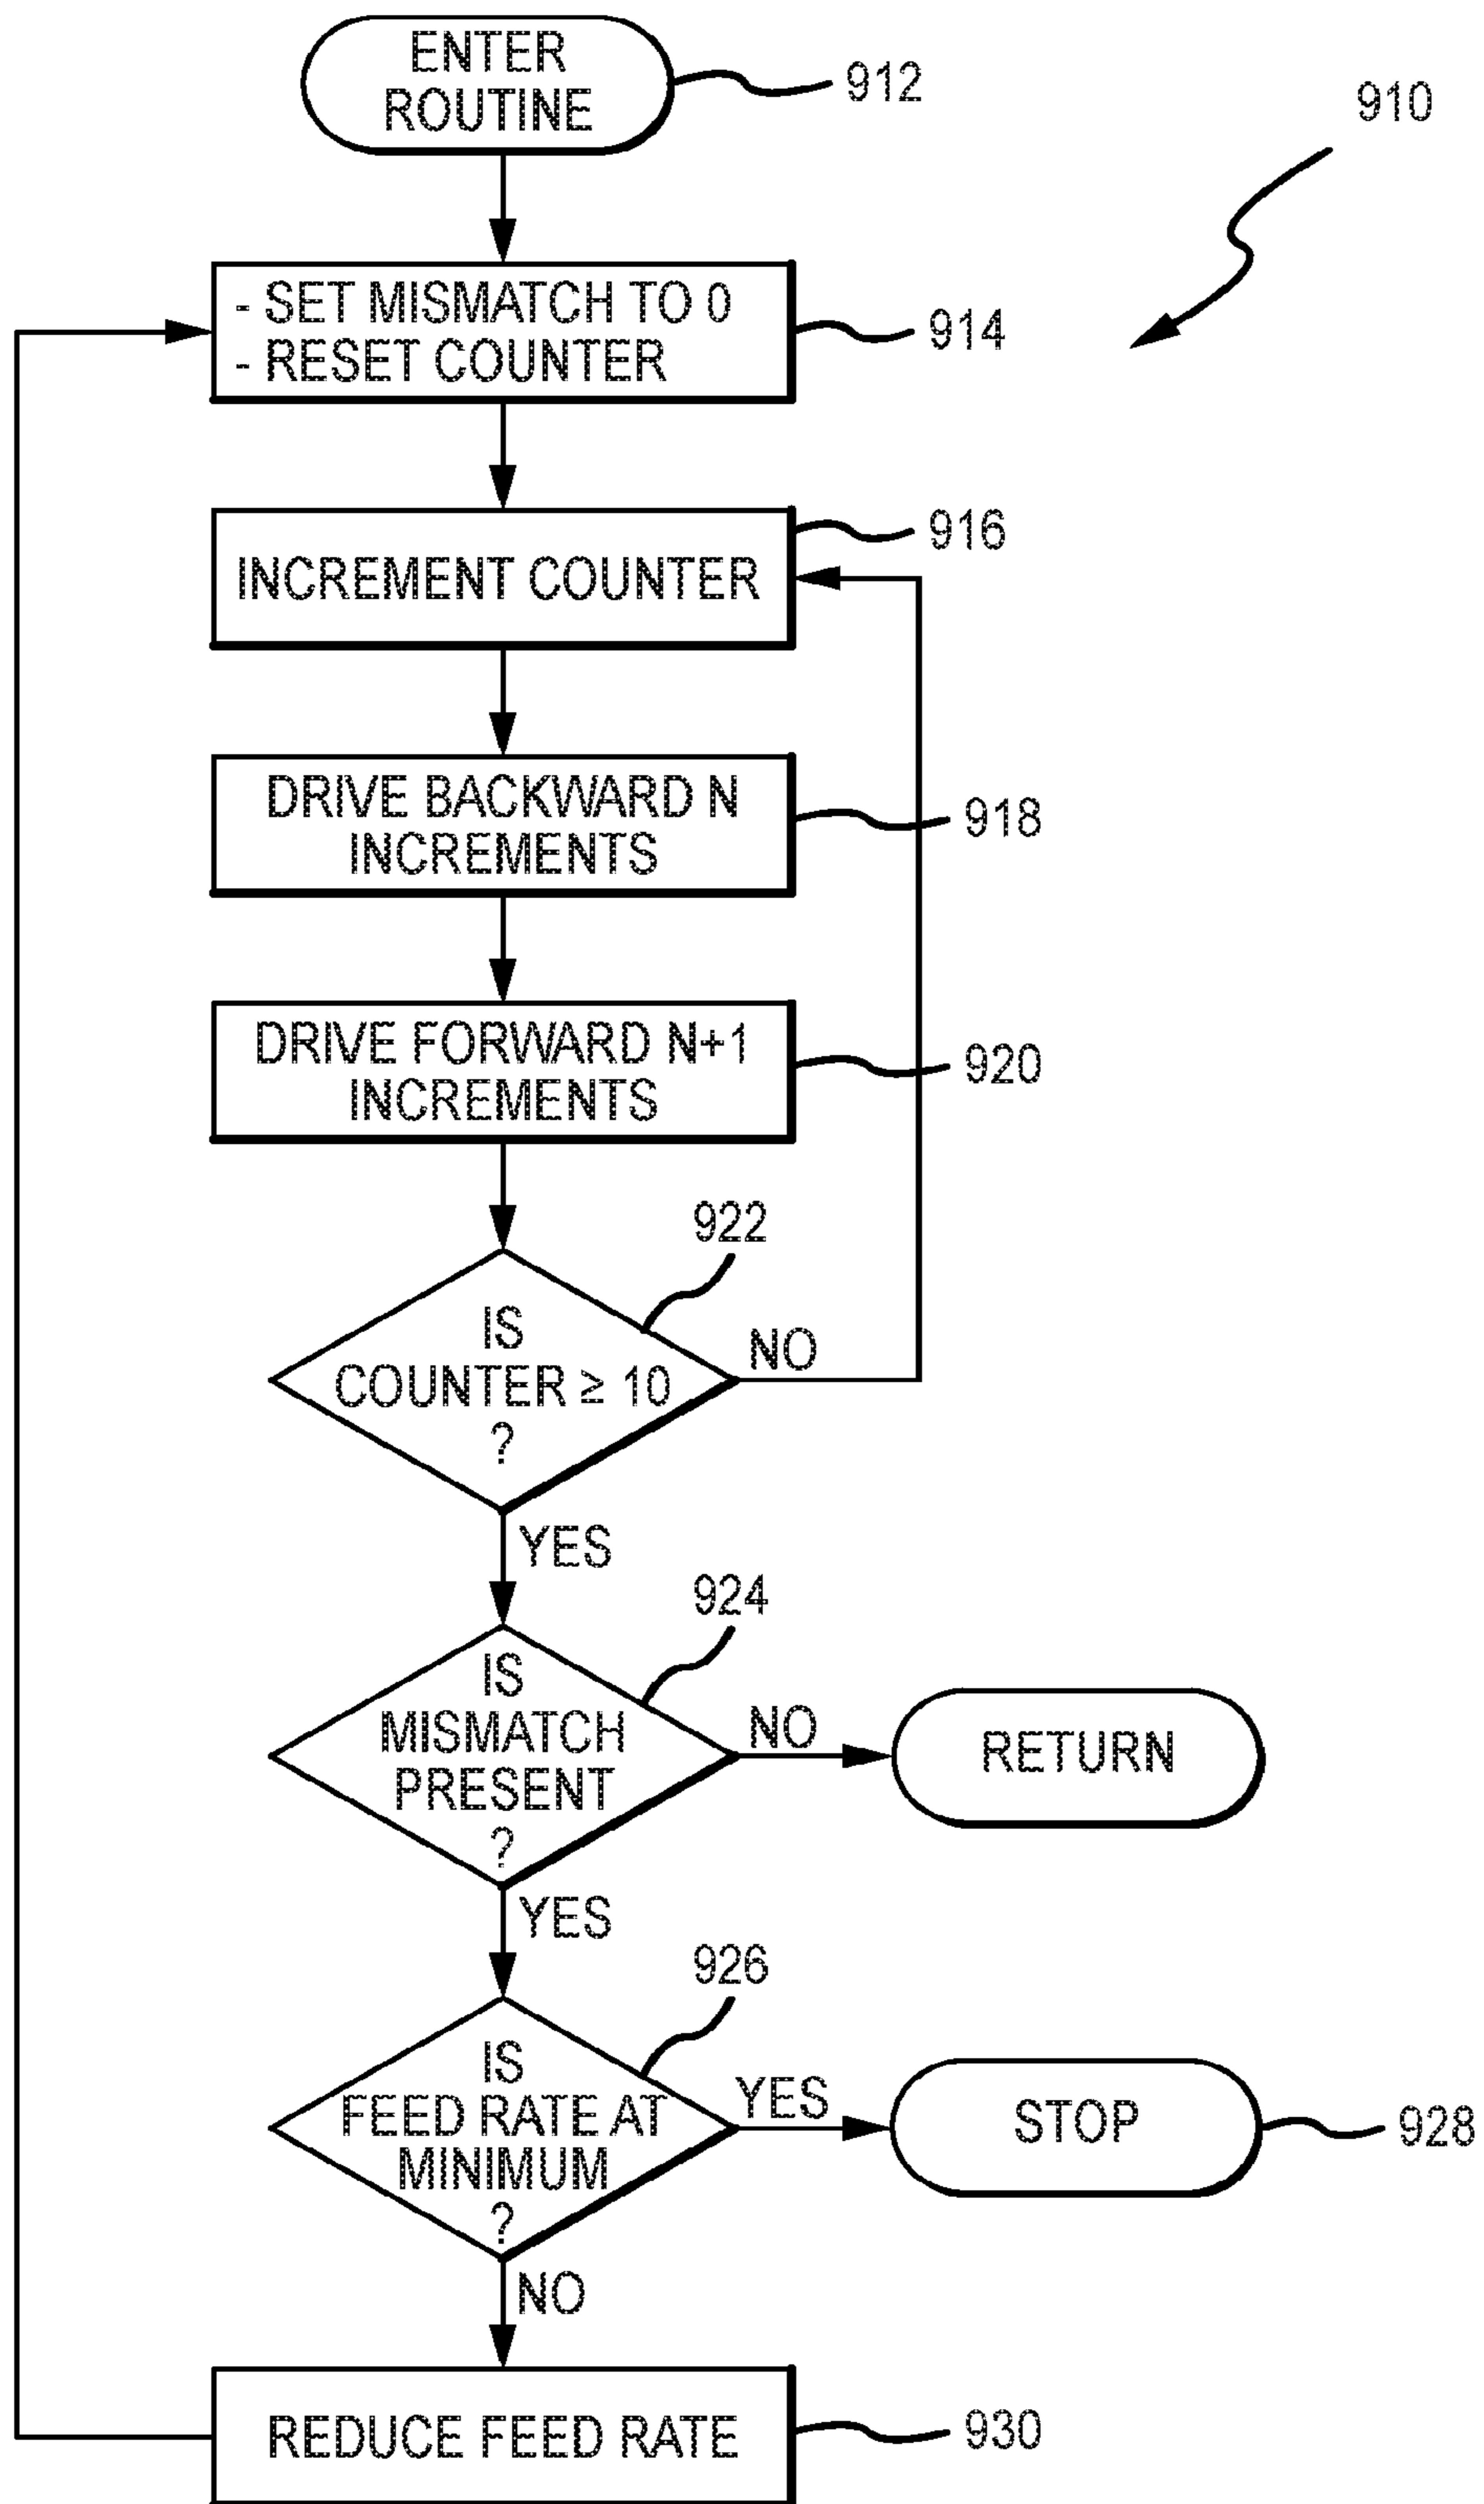 ENTER
ROUTINE
912
910
- SET MISMATCH TO 0
- RESET COUNTER
914
916
INCREMENT COUNTER
DRIVE BACKWARD N
INCREMENTS
918
DRIVE FORWARD N+1
INCREMENTS
920
922
IS
COUNTER ≥ 10
?
NO
YES
924
IS
MISMATCH
PRESENT
?
NO
RETURN
YES
926
IS
FEED RATE AT
MINIMUM
?
YES
STOP
928
NO
REDUCE FEED RATE
930